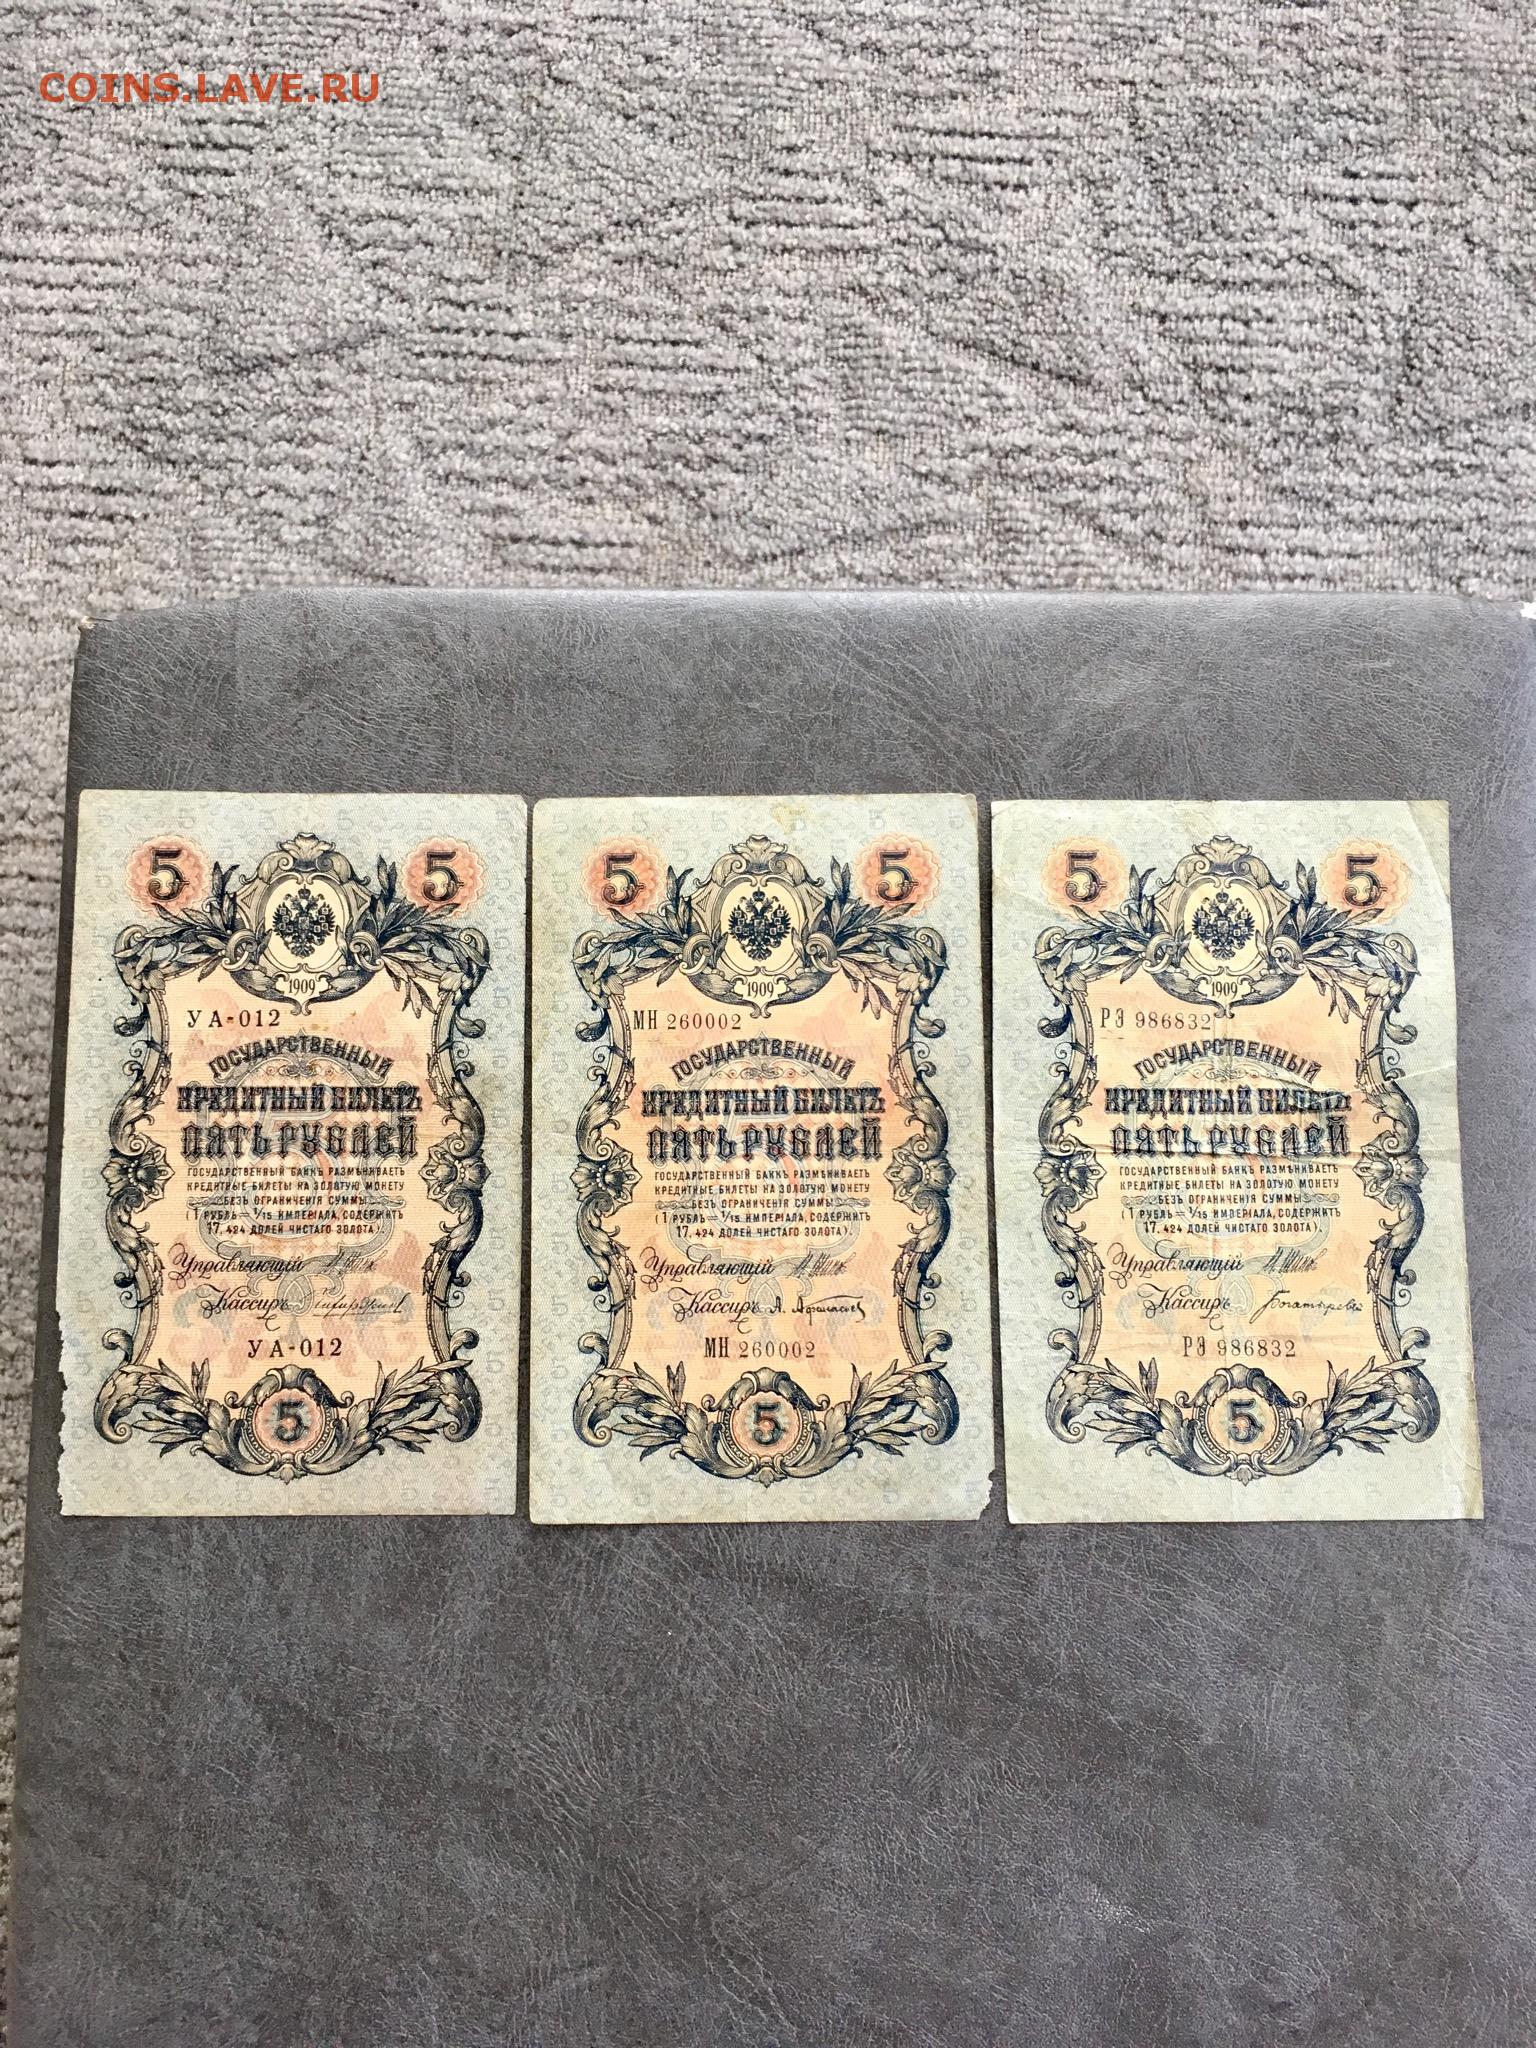 COINS.LAVE.RU
5 5
1909
УА-012
ГОСУДАРСТВЕННЫЙ
КРЕДИТНЫЙ БИЛЕТЪ
ПЯТЬ РУБЛЕЙ
ГОСУДАРСТВЕННЫЙ БАНКЪ РАЗМѢНИВАЕТЪ
КРЕДИТНЫЕ БИЛЕТЫ НА ЗОЛОТУЮ МОНЕТУ
БЕЗЪ ОГРАНИЧЕНІЯ СУММЫ
(1 РУБЛЬ = 1/15 ИМПЕРІАЛА, СОДЕРЖИТЪ
17,424 ДОЛЕЙ ЧИСТАГО ЗОЛОТА).
Управляющій
Кассиръ
УА-012
5
5 5
1909
МН 260002
ГОСУДАРСТВЕННЫЙ
КРЕДИТНЫЙ БИЛЕТЪ
ПЯТЬ РУБЛЕЙ
ГОСУДАРСТВЕННЫЙ БАНКЪ РАЗМѢНИВАЕТЪ
КРЕДИТНЫЕ БИЛЕТЫ НА ЗОЛОТУЮ МОНЕТУ
БЕЗЪ ОГРАНИЧЕНІЯ СУММЫ
(1 РУБЛЬ = 1/15 ИМПЕРІАЛА, СОДЕРЖИТЪ
17,424 ДОЛЕЙ ЧИСТАГО ЗОЛОТА).
Управляющій
Кассиръ А. Афанасьев
МН 260002
5
5 5
1909
РЭ 986832
ГОСУДАРСТВЕННЫЙ
КРЕДИТНЫЙ БИЛЕТЪ
ПЯТЬ РУБЛЕЙ
ГОСУДАРСТВЕННЫЙ БАНКЪ РАЗМѢНИВАЕТЪ
КРЕДИТНЫЕ БИЛЕТЫ НА ЗОЛОТУЮ МОНЕТУ
БЕЗЪ ОГРАНИЧЕНІЯ СУММЫ
(1 РУБЛЬ = 1/15 ИМПЕРІАЛА, СОДЕРЖИТЪ
17,424 ДОЛЕЙ ЧИСТАГО ЗОЛОТА).
Управляющій
Кассиръ Богатыревъ
РЭ 986832
5